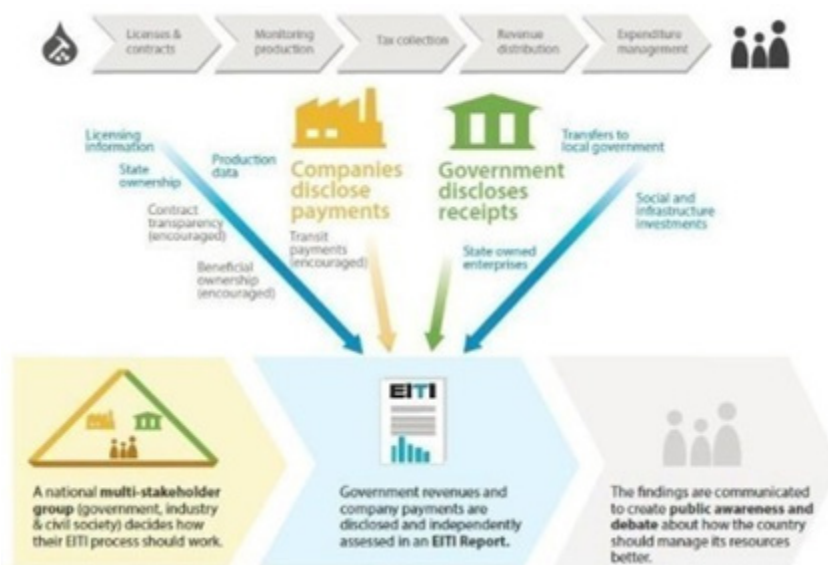 Licenses &
contracts
Monitoring
production
Tax collection
Revenue
distribution
Expenditure
management
Licensing
information
State
ownership
Production
data
Contract
transparency
(encouraged)
Beneficial
ownership
(encouraged)
Companies
disclose
payments
Transit
payments
(encouraged)
Government
discloses
receipts
State owned
enterprises
Transfers to
local government
Social and
infrastructure
investments
A national multi-stakeholder
group (government, industry
& civil society) decides how
their EITI process should work.
EITI
Government revenues and
company payments are
disclosed and independently
assessed in an EITI Report.
The findings are communicated
to create public awareness and
debate about how the country
should manage its resources
better.